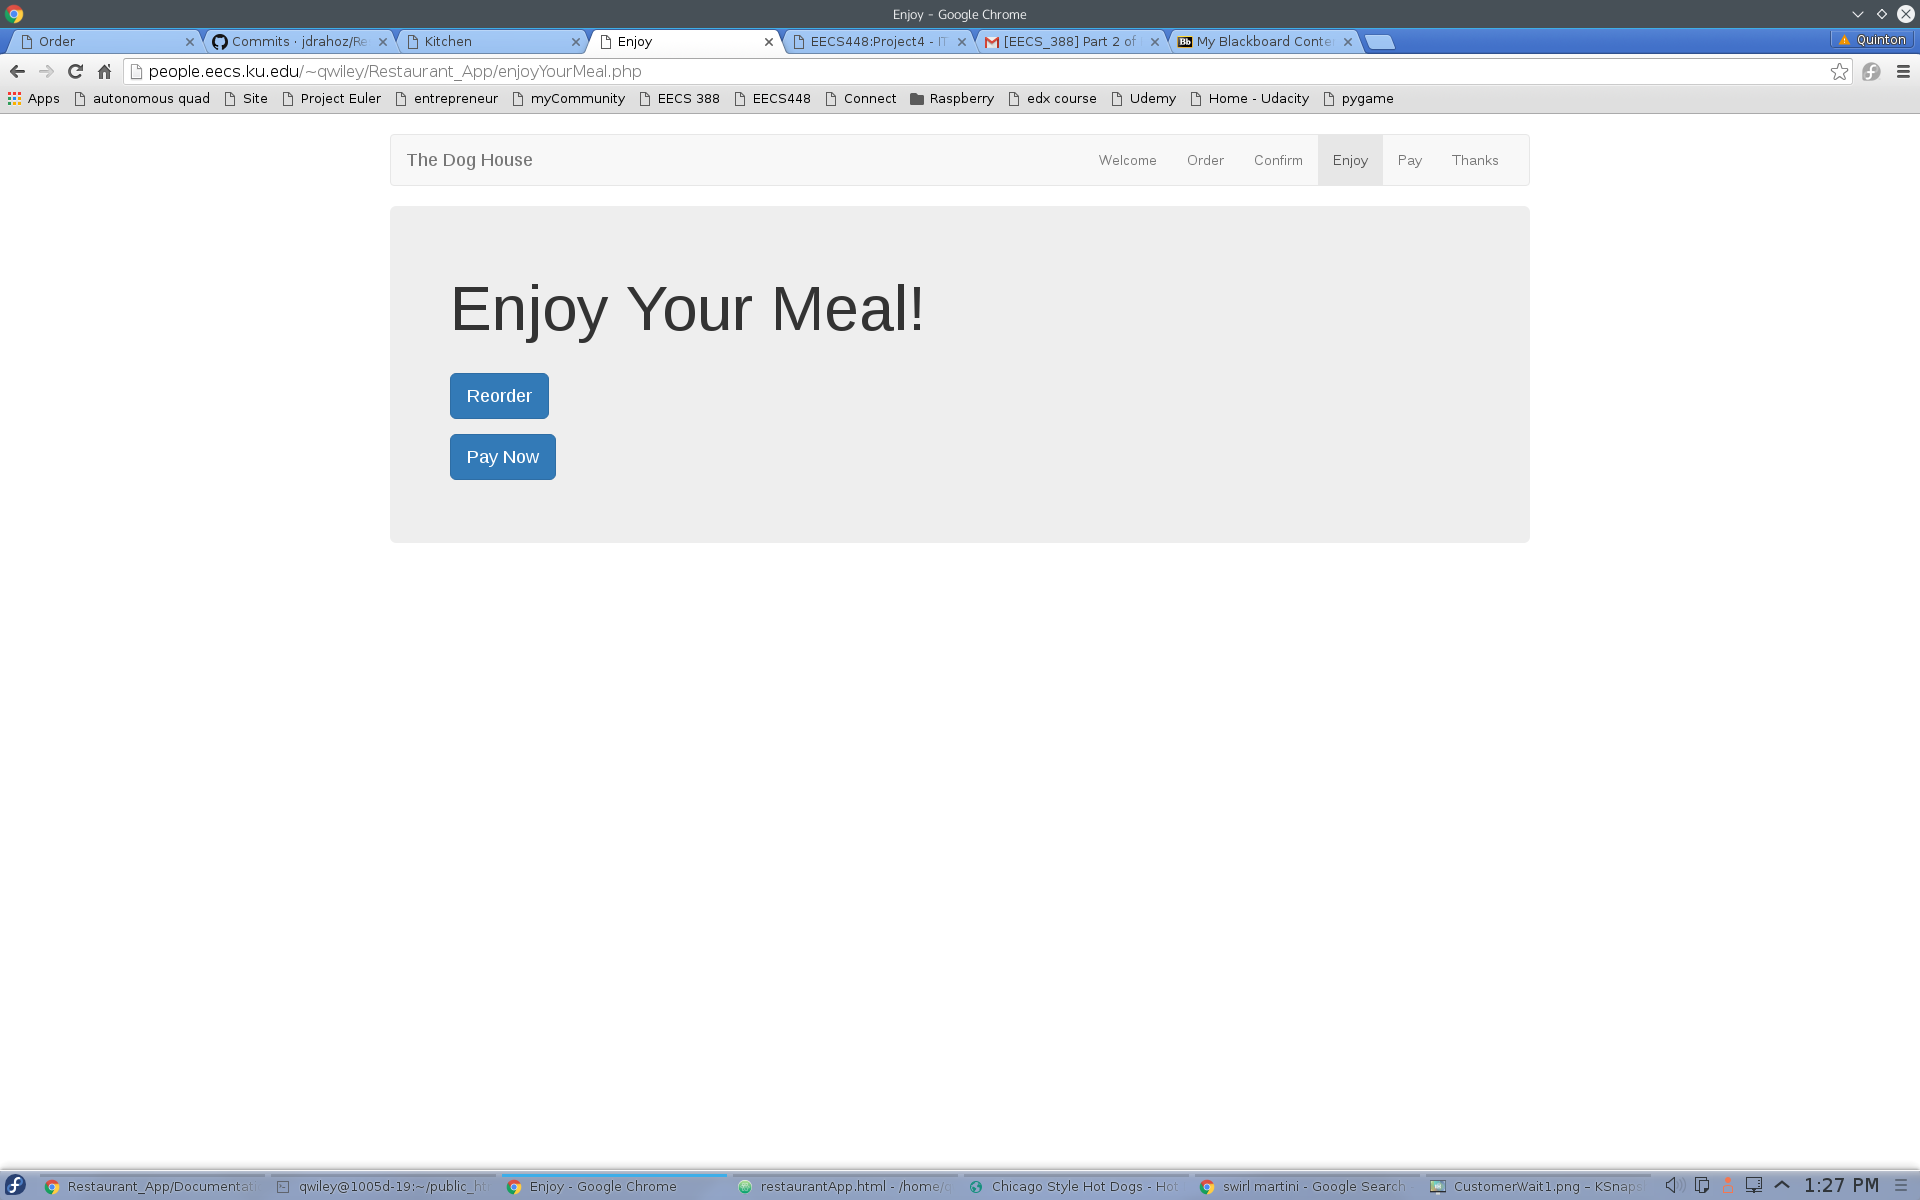 Enjoy - Google Chrome
Order
Commits · jdrahoz/Re
Kitchen
Enjoy
EECS448:Project4 - IT
[EECS_388] Part 2 of
My Blackboard Conte
Quinton
people.eecs.ku.edu/~qwiley/Restaurant_App/enjoyYourMeal.php
Apps autonomous quad Site Project Euler entrepreneur myCommunity EECS 388 EECS448 Connect Raspberry edx course Udemy Home - Udacity pygame
The Dog House Welcome Order Confirm Enjoy Pay Thanks
Enjoy Your Meal!
Reorder
Pay Now
Restaurant_App/Documentati
qwiley@1005d-19:~/public_ht
Enjoy - Google Chrome
restaurantApp.html - /home/q
Chicago Style Hot Dogs - Hot
swirl martini - Google Search -
CustomerWait1.png – KSnaps
1:27 PM